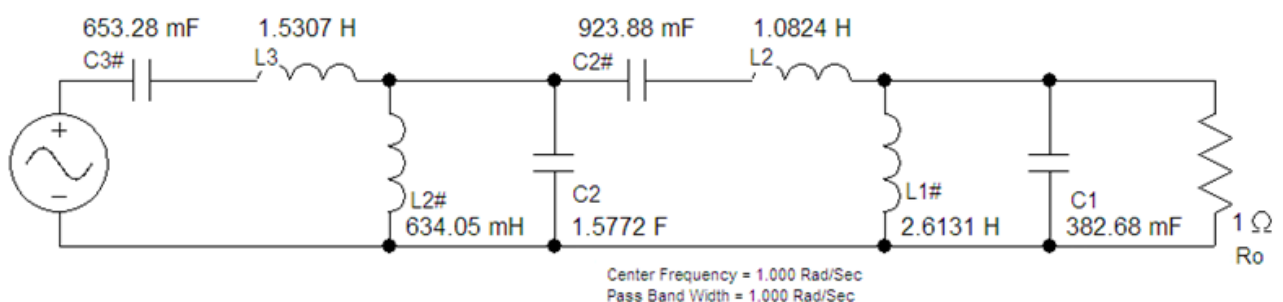 653.28 mF
1.5307 H
923.88 mF
1.0824 H
C3#
L3
C2#
L2
+
−
L2#
634.05 mH
C2
1.5772 F
L1#
2.6131 H
C1
382.68 mF
1 Ω
Ro
Center Frequency = 1.000 Rad/Sec
Pass Band Width = 1.000 Rad/Sec